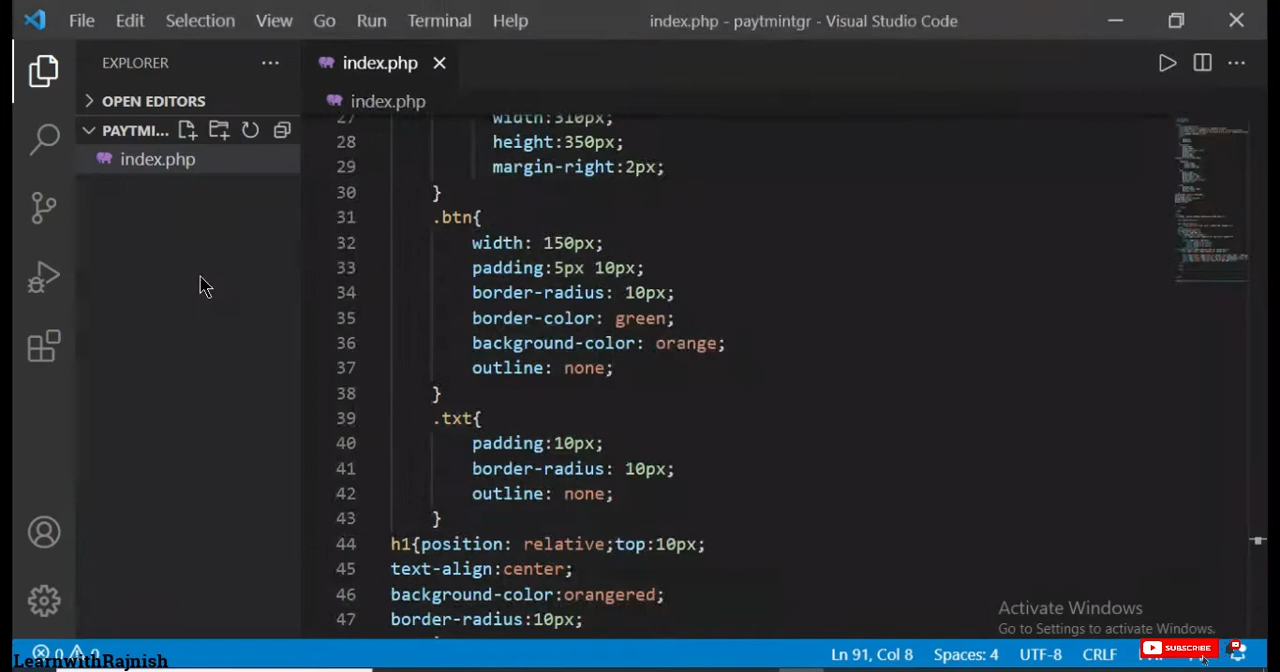 File Edit Selection View Go Run Terminal Help index.php - paytmintgr - Visual Studio Code
EXPLORER
index.php
OPEN EDITORS
PAYTMI...
index.php
index.php
27 width:310px;
28 height:350px;
29 margin-right:2px;
30 }
31 .btn{
32 width: 150px;
33 padding:5px 10px;
34 border-radius: 10px;
35 border-color: green;
36 background-color: orange;
37 outline: none;
38 }
39 .txt{
40 padding:10px;
41 border-radius: 10px;
42 outline: none;
43 }
44 h1{position: relative;top:10px;
45 text-align:center;
46 background-color:orangered;
47 border-radius:10px;
Activate Windows
Go to Settings to activate Windows.
SUBSCRIBE
Ln 91, Col 8 Spaces: 4 UTF-8 CRLF
LearnwithRajnish